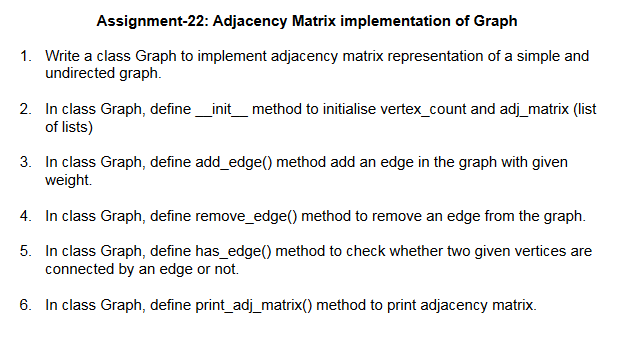 Assignment-22: Adjacency Matrix implementation of Graph
1. Write a class Graph to implement adjacency matrix representation of a simple and
undirected graph.
2. In class Graph, define __init__ method to initialise vertex_count and adj_matrix (list
of lists)
3. In class Graph, define add_edge() method add an edge in the graph with given
weight.
4. In class Graph, define remove_edge() method to remove an edge from the graph.
5. In class Graph, define has_edge() method to check whether two given vertices are
connected by an edge or not.
6. In class Graph, define print_adj_matrix() method to print adjacency matrix.